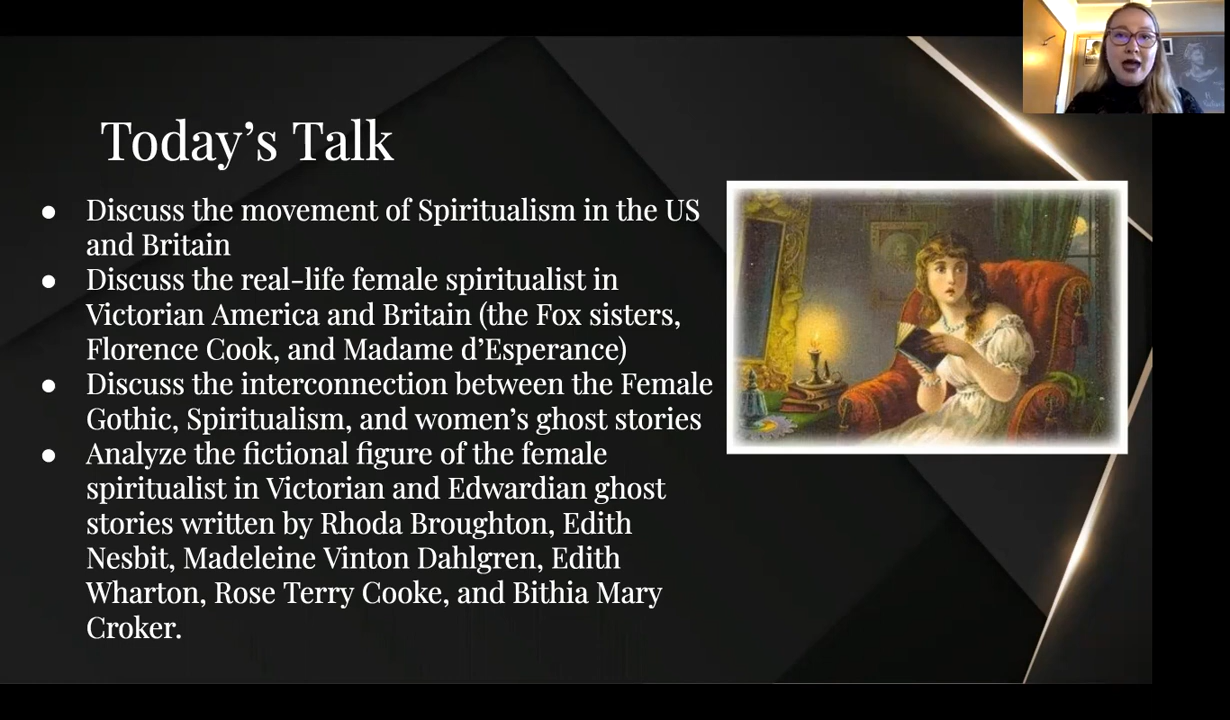 Today's Talk
● Discuss the movement of Spiritualism in the US
and Britain
● Discuss the real-life female spiritualist in
Victorian America and Britain (the Fox sisters,
Florence Cook, and Madame d'Esperance)
● Discuss the interconnection between the Female
Gothic, Spiritualism, and women's ghost stories
● Analyze the fictional figure of the female
spiritualist in Victorian and Edwardian ghost
stories written by Rhoda Broughton, Edith
Nesbit, Madeleine Vinton Dahlgren, Edith
Wharton, Rose Terry Cooke, and Bithia Mary
Croker.